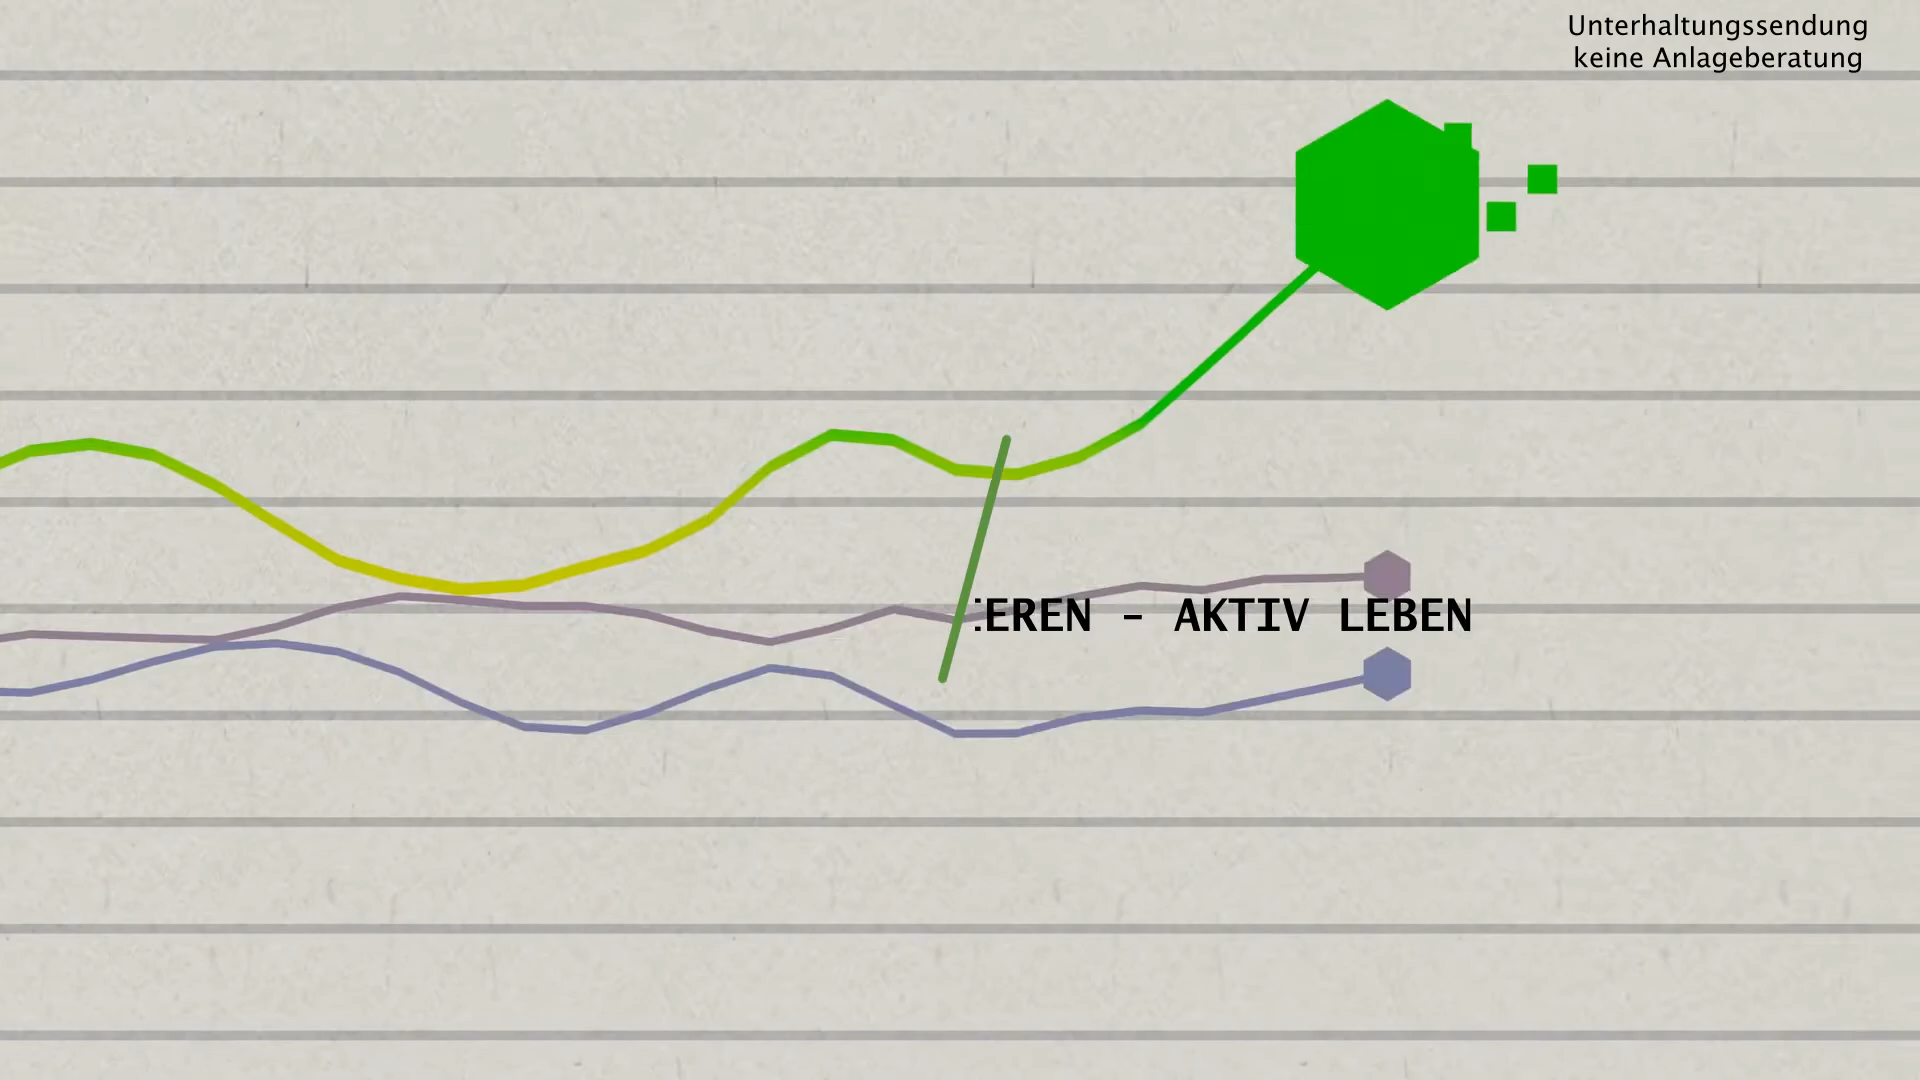 Unterhaltungssendung
keine Anlageberatung
EREN – AKTIV LEBEN